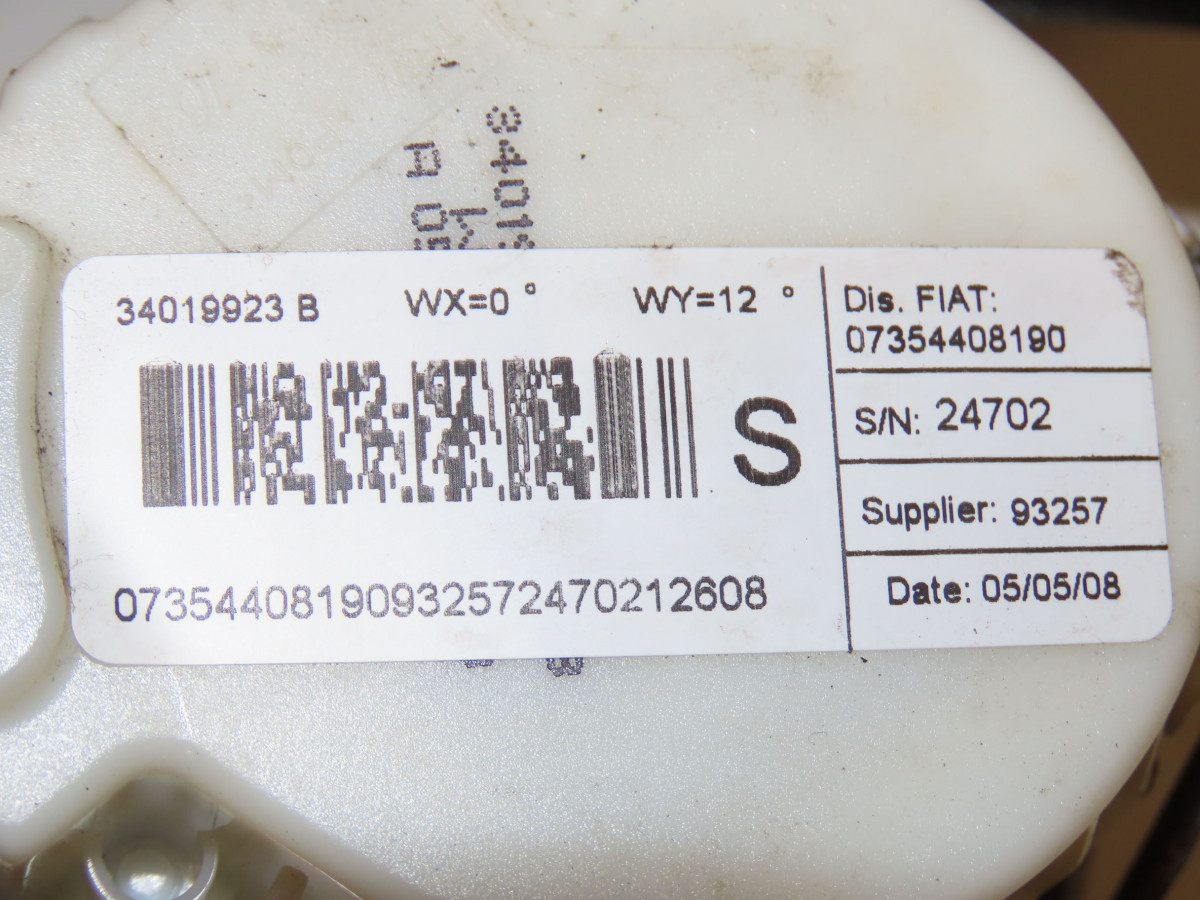 34019923 B WX=0 ° WY=12 °
S
07354408190932572470212608
Dis. FIAT:
07354408190
S/N: 24702
Supplier: 93257
Date: 05/05/08